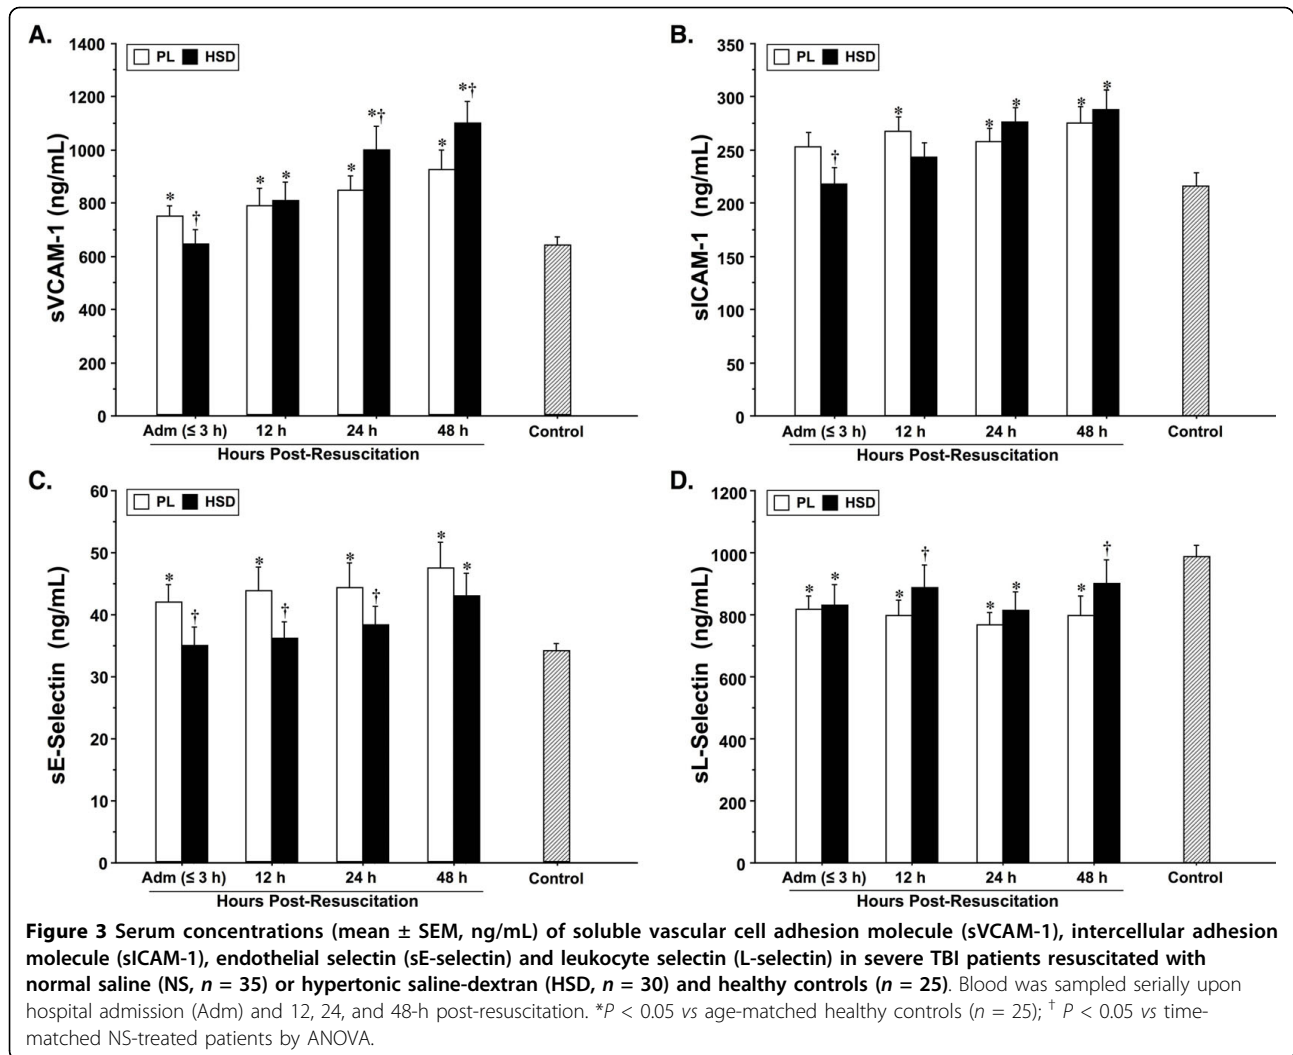 A.
1400
1200
1000
800
600
400
200
0
sVCAM-1 (ng/mL)
PL HSD
* † * * * *† * *†
Adm (≤ 3 h) 12 h 24 h 48 h Control
Hours Post-Resuscitation
B.
350
300
250
200
150
100
50
0
sICAM-1 (ng/mL)
PL HSD
† * * * * *
Adm (≤ 3 h) 12 h 24 h 48 h Control
Hours Post-Resuscitation
C.
60
50
40
30
20
10
0
sE-Selectin (ng/mL)
PL HSD
* † * † * † * *
Adm (≤ 3 h) 12 h 24 h 48 h Control
Hours Post-Resuscitation
D.
1200
1000
800
600
400
200
0
sL-Selectin (ng/mL)
PL HSD
* * * † * * * †
Adm (≤ 3 h) 12 h 24 h 48 h Control
Hours Post-Resuscitation
Figure 3 Serum concentrations (mean ± SEM, ng/mL) of soluble vascular cell adhesion molecule (sVCAM-1), intercellular adhesion
molecule (sICAM-1), endothelial selectin (sE-selectin) and leukocyte selectin (L-selectin) in severe TBI patients resuscitated with
normal saline (NS, n = 35) or hypertonic saline-dextran (HSD, n = 30) and healthy controls (n = 25). Blood was sampled serially upon
hospital admission (Adm) and 12, 24, and 48-h post-resuscitation. *P < 0.05 vs age-matched healthy controls (n = 25); † P < 0.05 vs time-
matched NS-treated patients by ANOVA.